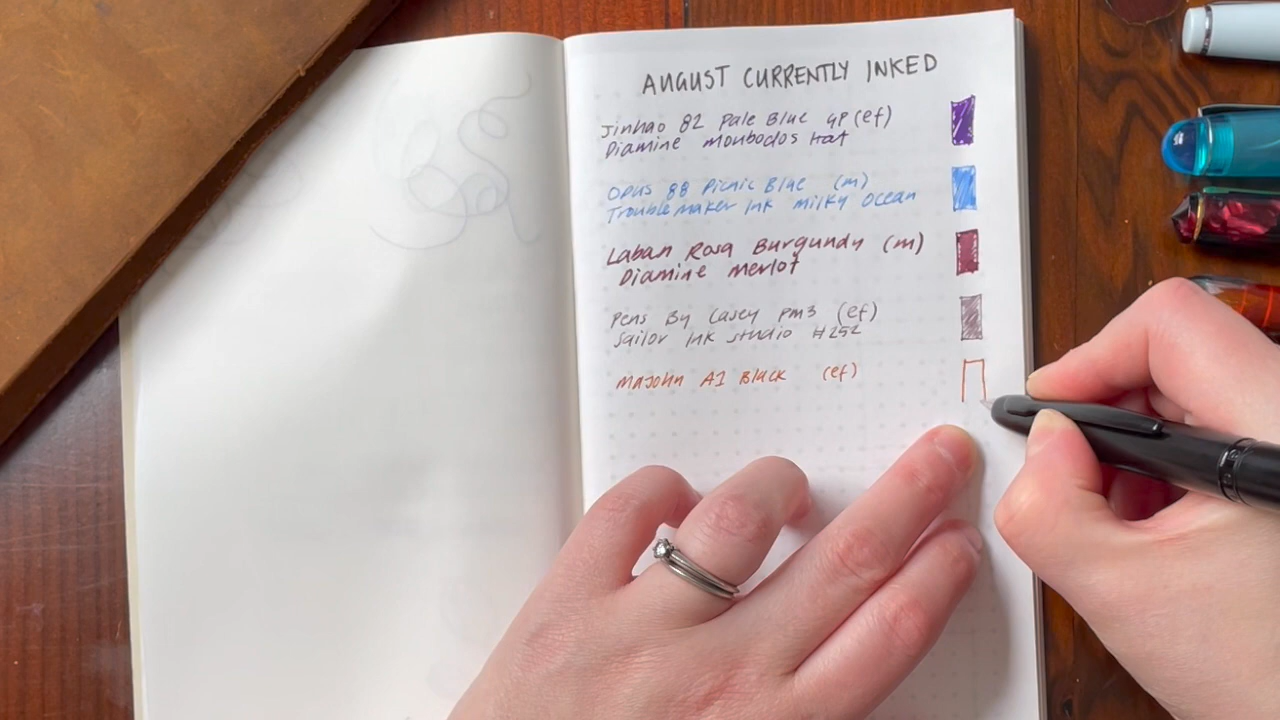 AUGUST CURRENTLY INKED
Jinhao 82 Pale Blue 4P (ef)
Diamine Monbodos Hat
Opus 88 Picnic Blue (m)
Troublemaker Ink Milky Ocean
Laban Rosa Burgundy (m)
Diamine Merlot
Pens By Casey PM3 (ef)
Sailor Ink Studio #252
Majohn A1 Black (ef)